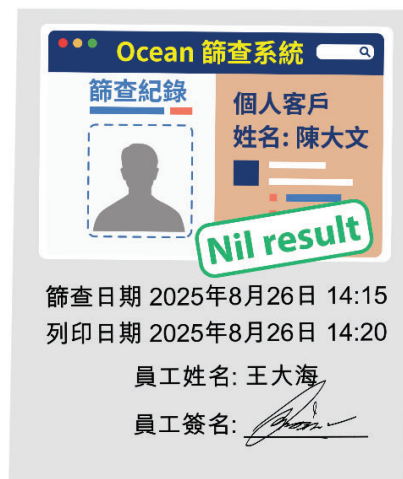 Ocean 篩查系統
篩查紀錄
個人客戶
姓名: 陳大文
Nil result
篩查日期 2025年8月26日 14:15
列印日期 2025年8月26日 14:20
員工姓名: 王大海
員工簽名: